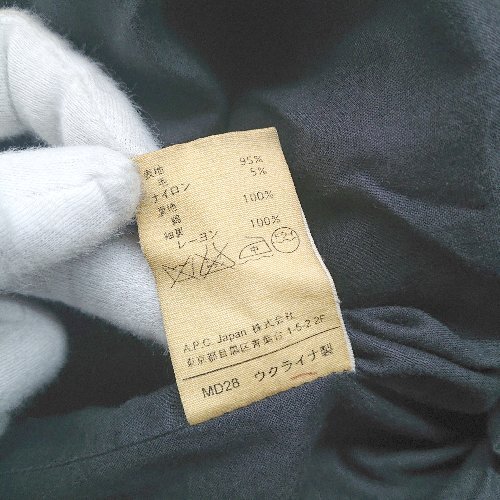 表地
毛 95%
ナイロン 5%
裏地
綿 100%
袖裏
レーヨン 100%
中
A.P.C. Japan 株式会社
東京都目黒区青葉台 1-5-2 2F
MD28 ウクライナ製